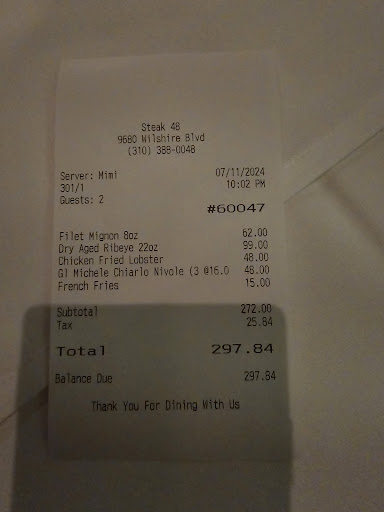 Steak 48
9680 Wilshire Blvd
(310) 388-0048
Server: Mimi 07/11/2024
301/1 10:02 PM
Guests: 2
#60047
Filet Mignon 8oz 62.00
Dry Aged Ribeye 22oz 99.00
Chicken Fried Lobster 48.00
Gl Michele Chiarlo Nivole (3 @16.0 48.00
French Fries 15.00
Subtotal 272.00
Tax 25.84
Total 297.84
Balance Due 297.84
Thank You For Dining With Us